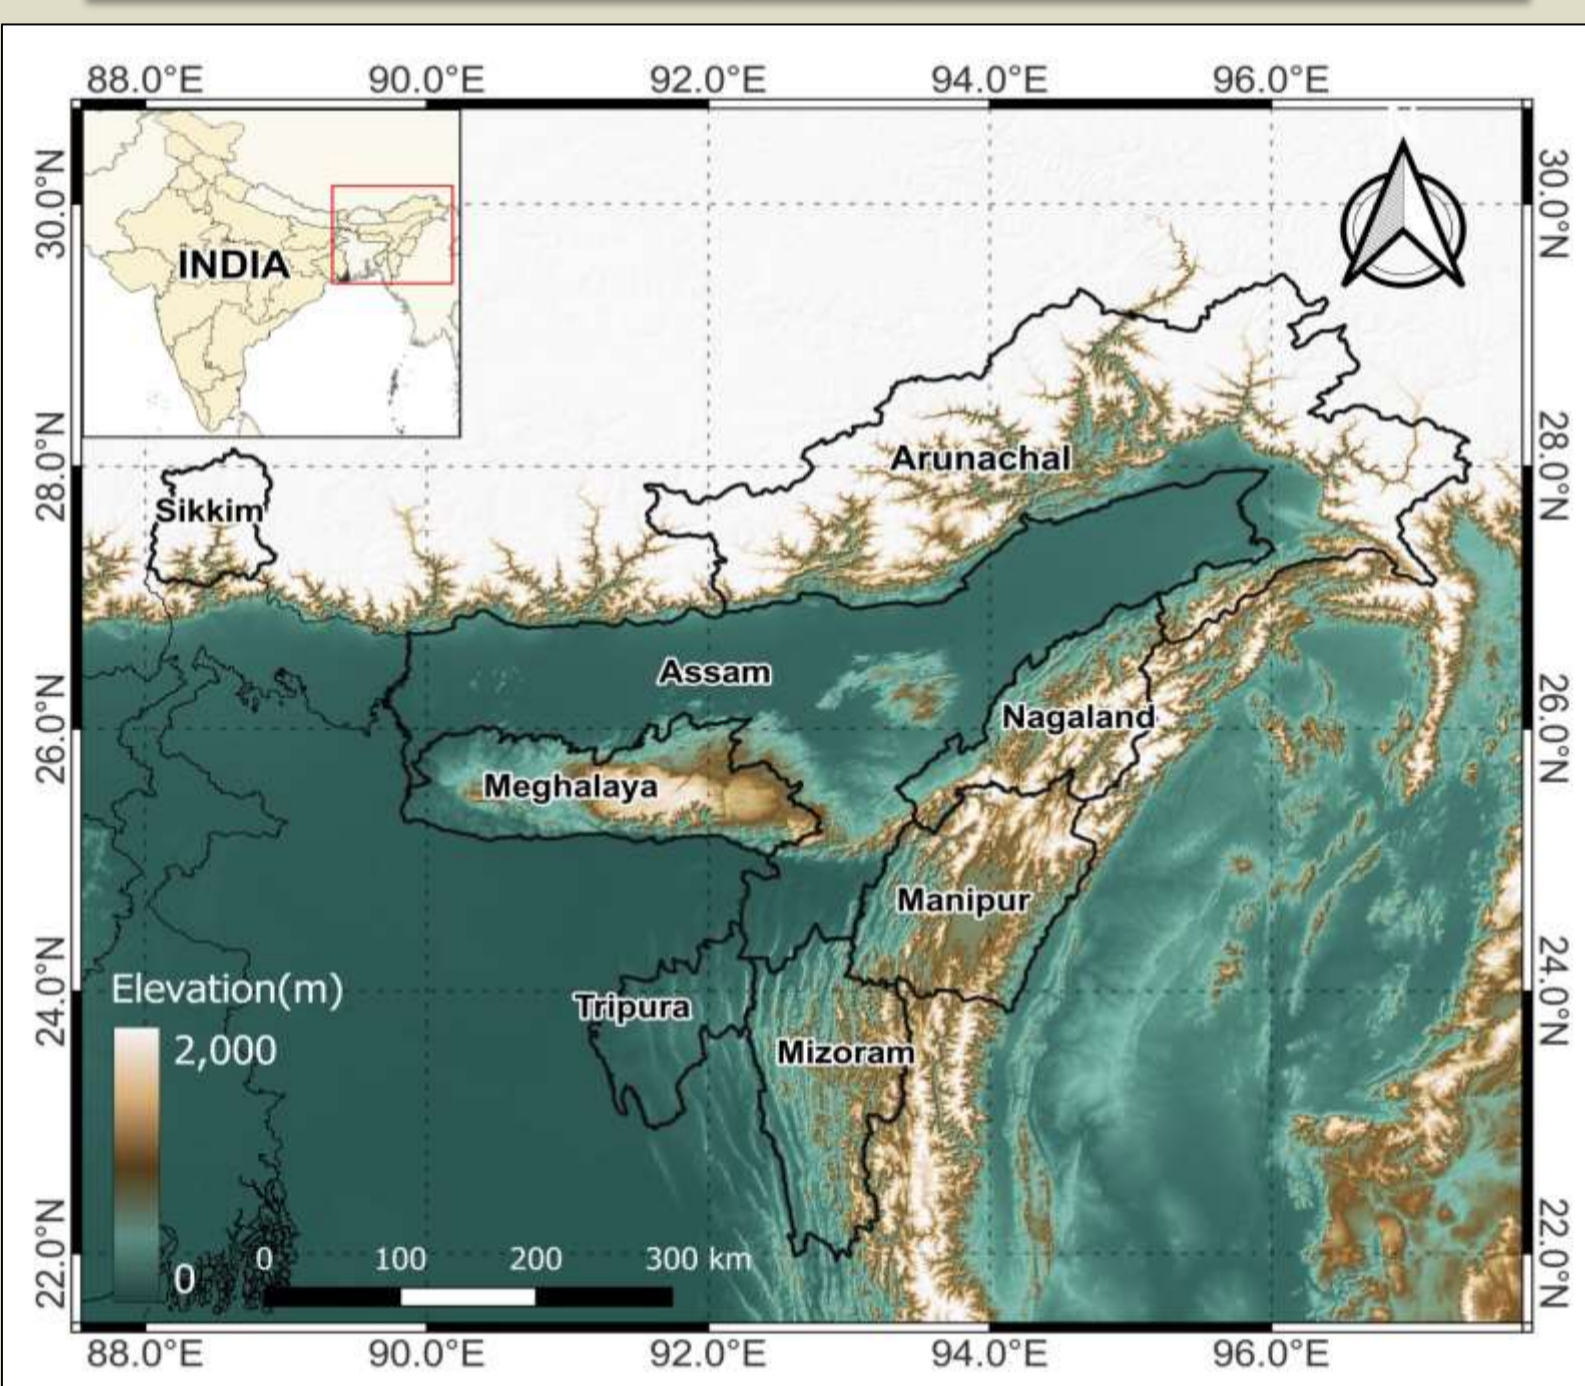 88.0°E 90.0°E 92.0°E 94.0°E 96.0°E
30.0°N
30.0°N
INDIA
28.0°N
28.0°N
Arunachal
Sikkim
Assam
26.0°N
26.0°N
Nagaland
Meghalaya
Manipur
24.0°N
24.0°N
Elevation(m)
Tripura
2,000
Mizoram
22.0°N
22.0°N
0
0 100 200 300 km
88.0°E 90.0°E 92.0°E 94.0°E 96.0°E